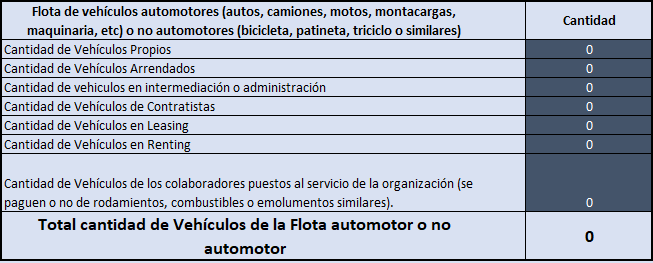 Flota de vehículos automotores (autos, camiones, motos, montacargas,
maquinaria, etc) o no automotores (bicicleta, patineta, triciclo o similares)
Cantidad
Cantidad de Vehículos Propios 0
Cantidad de Vehículos Arrendados 0
Cantidad de vehiculos en intermediación o administración 0
Cantidad de Vehículos de Contratistas 0
Cantidad de Vehículos en Leasing 0
Cantidad de Vehículos en Renting 0
Cantidad de Vehículos de los colaboradores puestos al servicio de la organización (se
paguen o no de rodamientos, combustibles o emolumentos similares). 0
Total cantidad de Vehículos de la Flota automotor o no
automotor
0